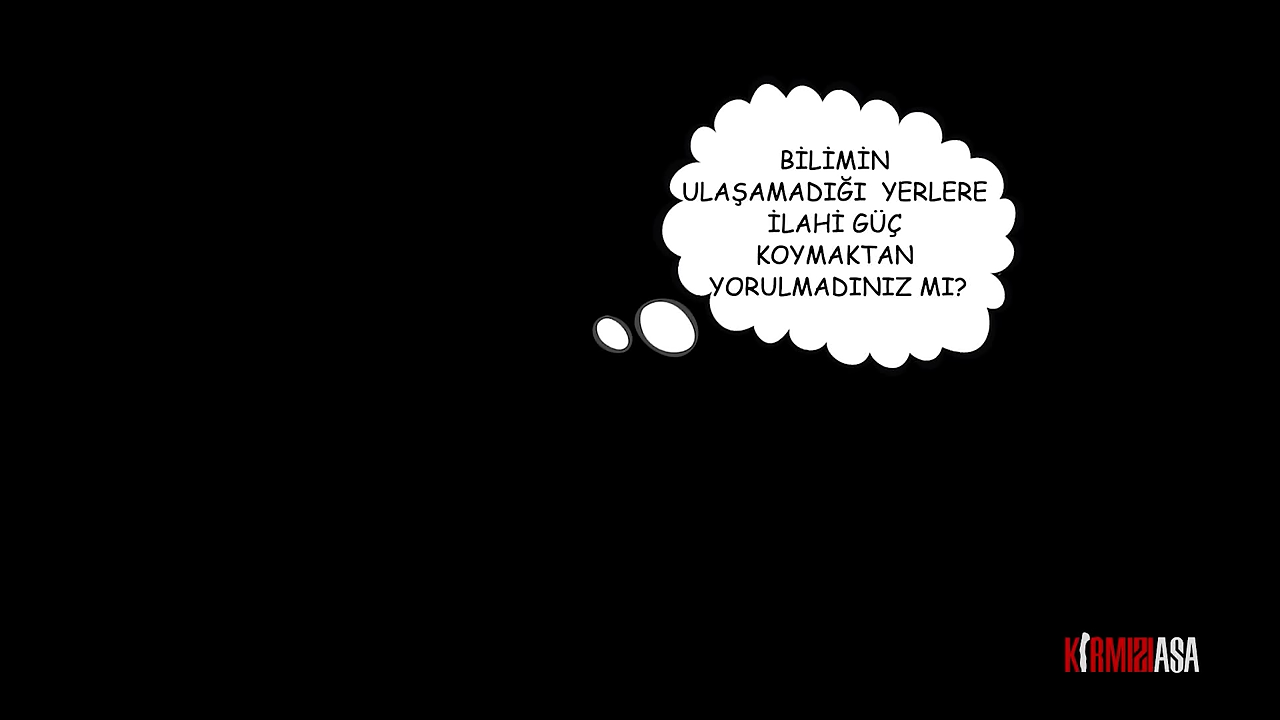 BİLİMİN
ULAŞAMADIĞI YERLERE
İLAHİ GÜÇ
KOYMAKTAN
YORULMADINIZ MI?
KIRMIZIASA